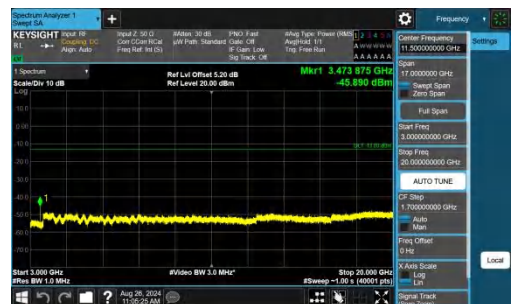 Spectrum Analyzer 1
Swept SA
Frequency
KEYSIGHT Input: RF
Coupling: DC
Align: Auto
Input Z: 50 Ω
Corr CCorr RCal
Freq Ref: Int (S)
#Atten: 30 dB
µW Path: Standard
PNO: Fast
Gate: Off
IF Gain: Low
Sig Track: Off
#Avg Type: Power (RMS)
Avg|Hold: 1/1
Trig: Free Run
A W W W W W
A A A A A A
1 Spectrum
Scale/Div 10 dB
Log
Ref Lvl Offset 5.20 dB
Ref Level 20.00 dBm
Mkr1 3.473 875 GHz
-45.890 dBm
10.0
0.00
-10.0
-20.0
-30.0
-40.0
-50.0
-60.0
-70.0
1
Start 3.000 GHz
#Res BW 1.0 MHz
#Video BW 3.0 MHz*
Stop 20.000 GHz
#Sweep ~1.00 s (40001 pts)
Center Frequency
11.500000000 GHz
Settings
Span
17.0000000 GHz
Swept Span
Zero Span
Full Span
Start Freq
3.000000000 GHz
Stop Freq
20.000000000 GHz
AUTO TUNE
CF Step
1.700000000 GHz
Auto
Man
Freq Offset
0 Hz
Local
X Axis Scale
Log
Lin
Signal Track
Aug 26, 2024
11:05:25 AM